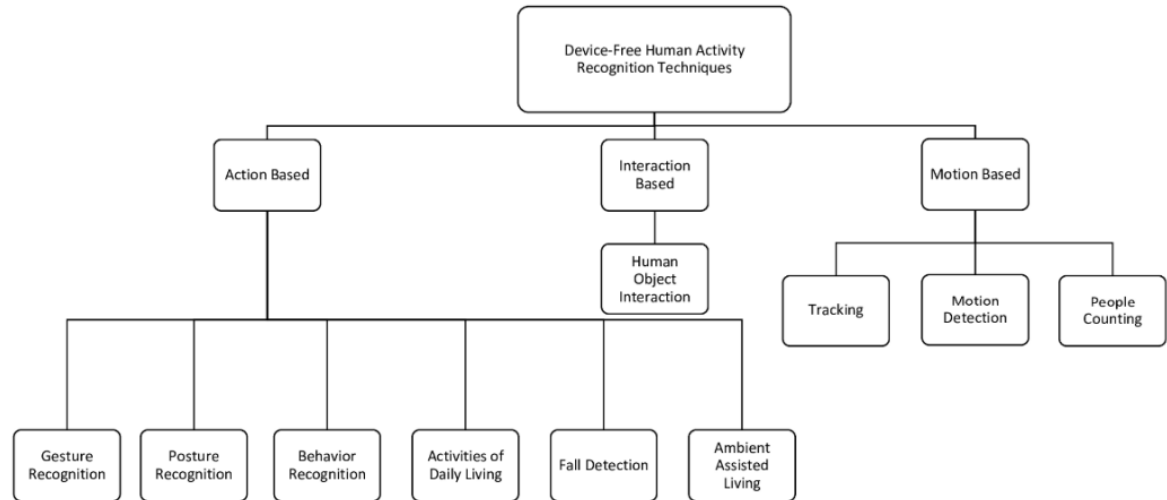 Device-Free Human Activity
Recognition Techniques
Action Based
Interaction
Based
Motion Based
Human
Object
Interaction
Tracking
Motion
Detection
People
Counting
Gesture
Recognition
Posture
Recognition
Behavior
Recognition
Activities of
Daily Living
Fall Detection
Ambient
Assisted
Living